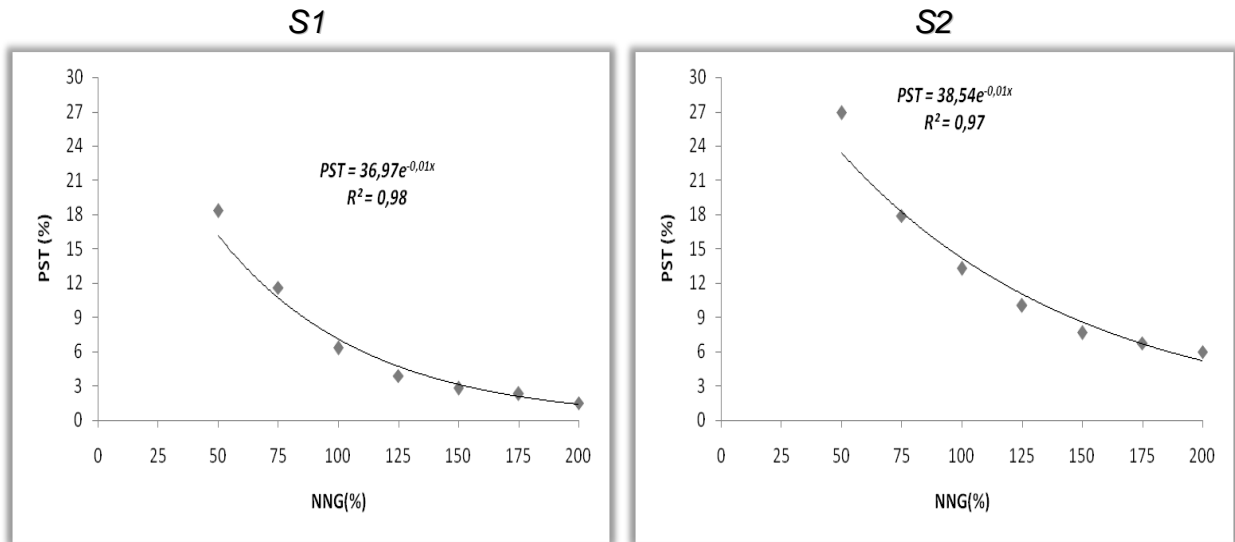 S1
PST = 36,97e^-0,01x
R² = 0,98
PST (%)
30
27
24
21
18
15
12
9
6
3
0
0 25 50 75 100 125 150 175 200
NNG(%)
S2
PST = 38,54e^-0,01x
R² = 0,97
PST (%)
30
27
24
21
18
15
12
9
6
3
0
0 25 50 75 100 125 150 175 200
NNG(%)